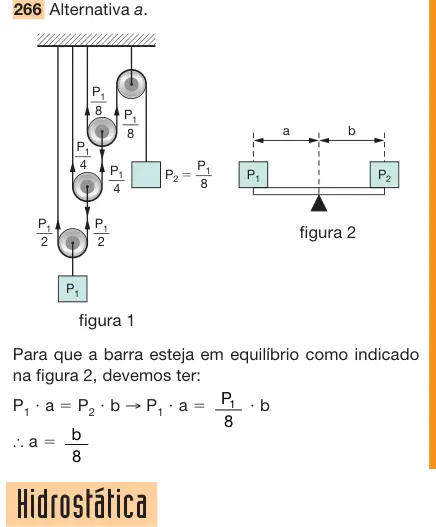 266 Alternativa a.
P₁/8
P₁/8
P₁/4
P₁/4
P₂ = P₁/8
P₁/2
P₁/2
P₁
figura 1
a b
P₁ P₂
figura 2
Para que a barra esteja em equilíbrio como indicado
na figura 2, devemos ter:
P₁ · a = P₂ · b → P₁ · a = P₁/8 · b
∴ a = b/8
Hidrostática